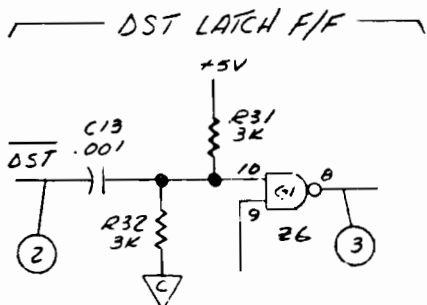 DST LATCH F/F
+5V
R31
3K
C13
.001
DST
10
8
G1
9
Z6
R32
3K
2
3
C